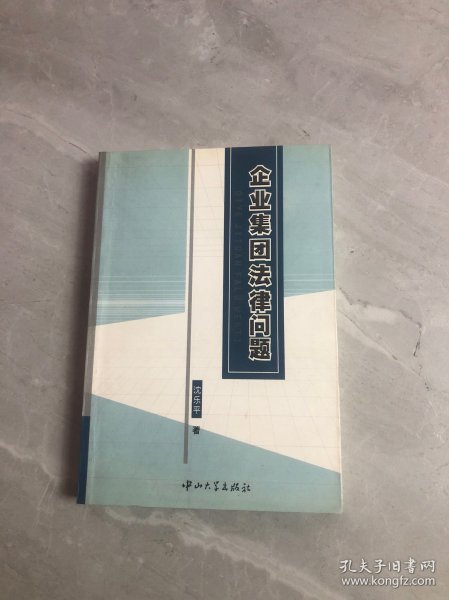 企业集团法律问题
沈乐平 著
中山大学出版社
孔夫子旧书网
www.kongfz.com